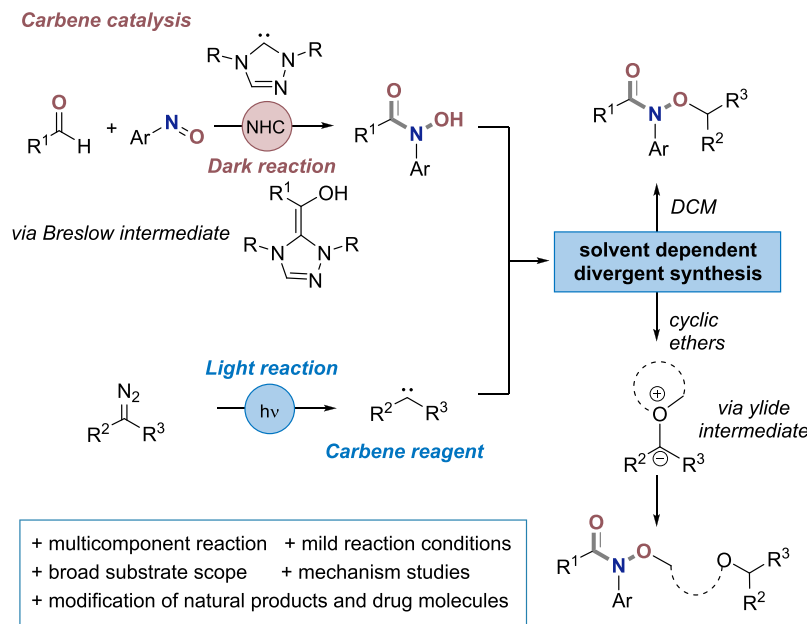 Carbene catalysis
R N N R
N
O
R1 H
+
Ar N O
NHC
Dark reaction
O
R1 N OH
Ar
O
R1 N O R3
Ar R2
via Breslow intermediate
R1 OH
R N N R
N
DCM
solvent dependent
divergent synthesis
cyclic
ethers
Light reaction
N2
R2 R3
hν
R2 R3
Carbene reagent
+
O
R2 R3
−
via ylide
intermediate
O
R1 N O O R3
Ar R2
+ multicomponent reaction + mild reaction conditions
+ broad substrate scope + mechanism studies
+ modification of natural products and drug molecules